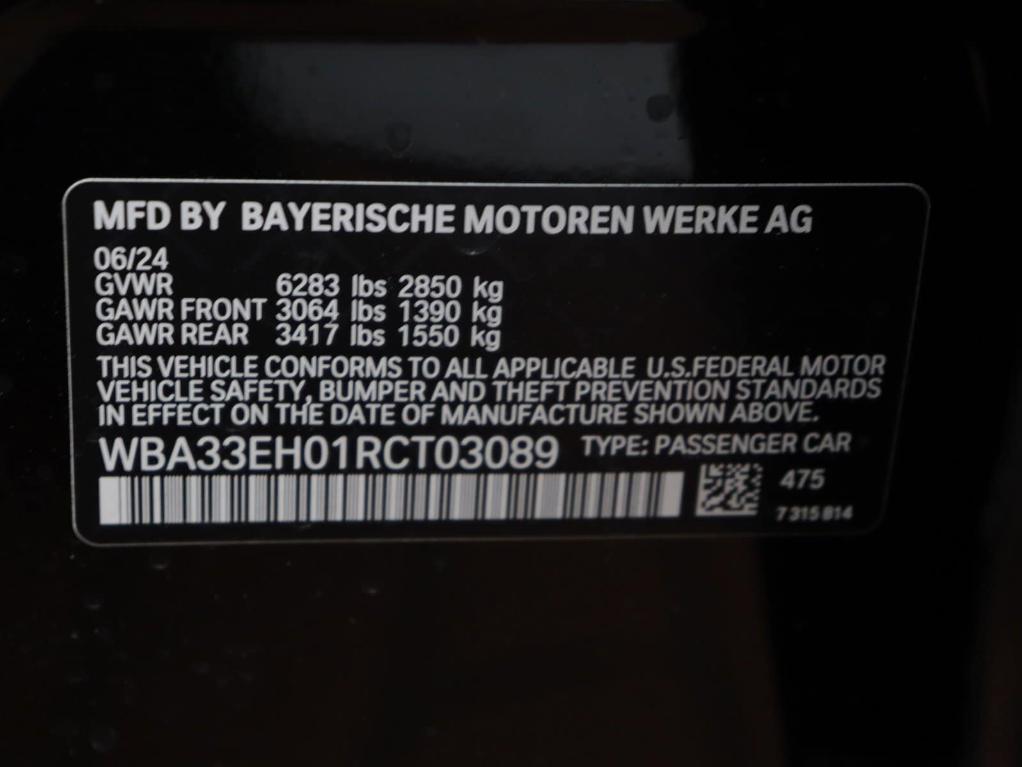 MFD BY BAYERISCHE MOTOREN WERKE AG
06/24
GVWR 6283 lbs 2850 kg
GAWR FRONT 3064 lbs 1390 kg
GAWR REAR 3417 lbs 1550 kg
THIS VEHICLE CONFORMS TO ALL APPLICABLE U.S.FEDERAL MOTOR
VEHICLE SAFETY, BUMPER AND THEFT PREVENTION STANDARDS
IN EFFECT ON THE DATE OF MANUFACTURE SHOWN ABOVE.
WBA33EH01RCT03089 TYPE: PASSENGER CAR
475
7 315 814